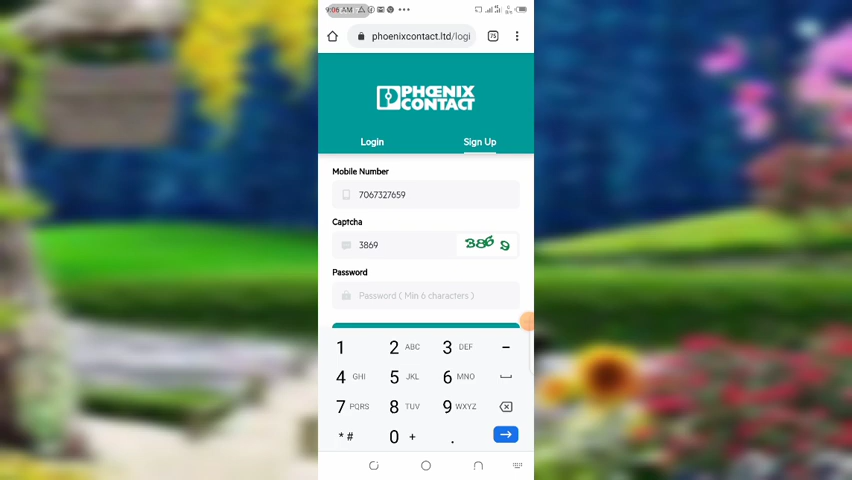 9:06 AM
75
phoenixcontact.ltd/logi
PHŒNIX
CONTACT
Login
Sign Up
Mobile Number
7067327659
Captcha
3869
3869
Password
Password ( Min 6 characters )
1
2 ABC
3 DEF
-
4 GHI
5 JKL
6 MNO
7 PQRS
8 TUV
9 WXYZ
* #
0 +
.